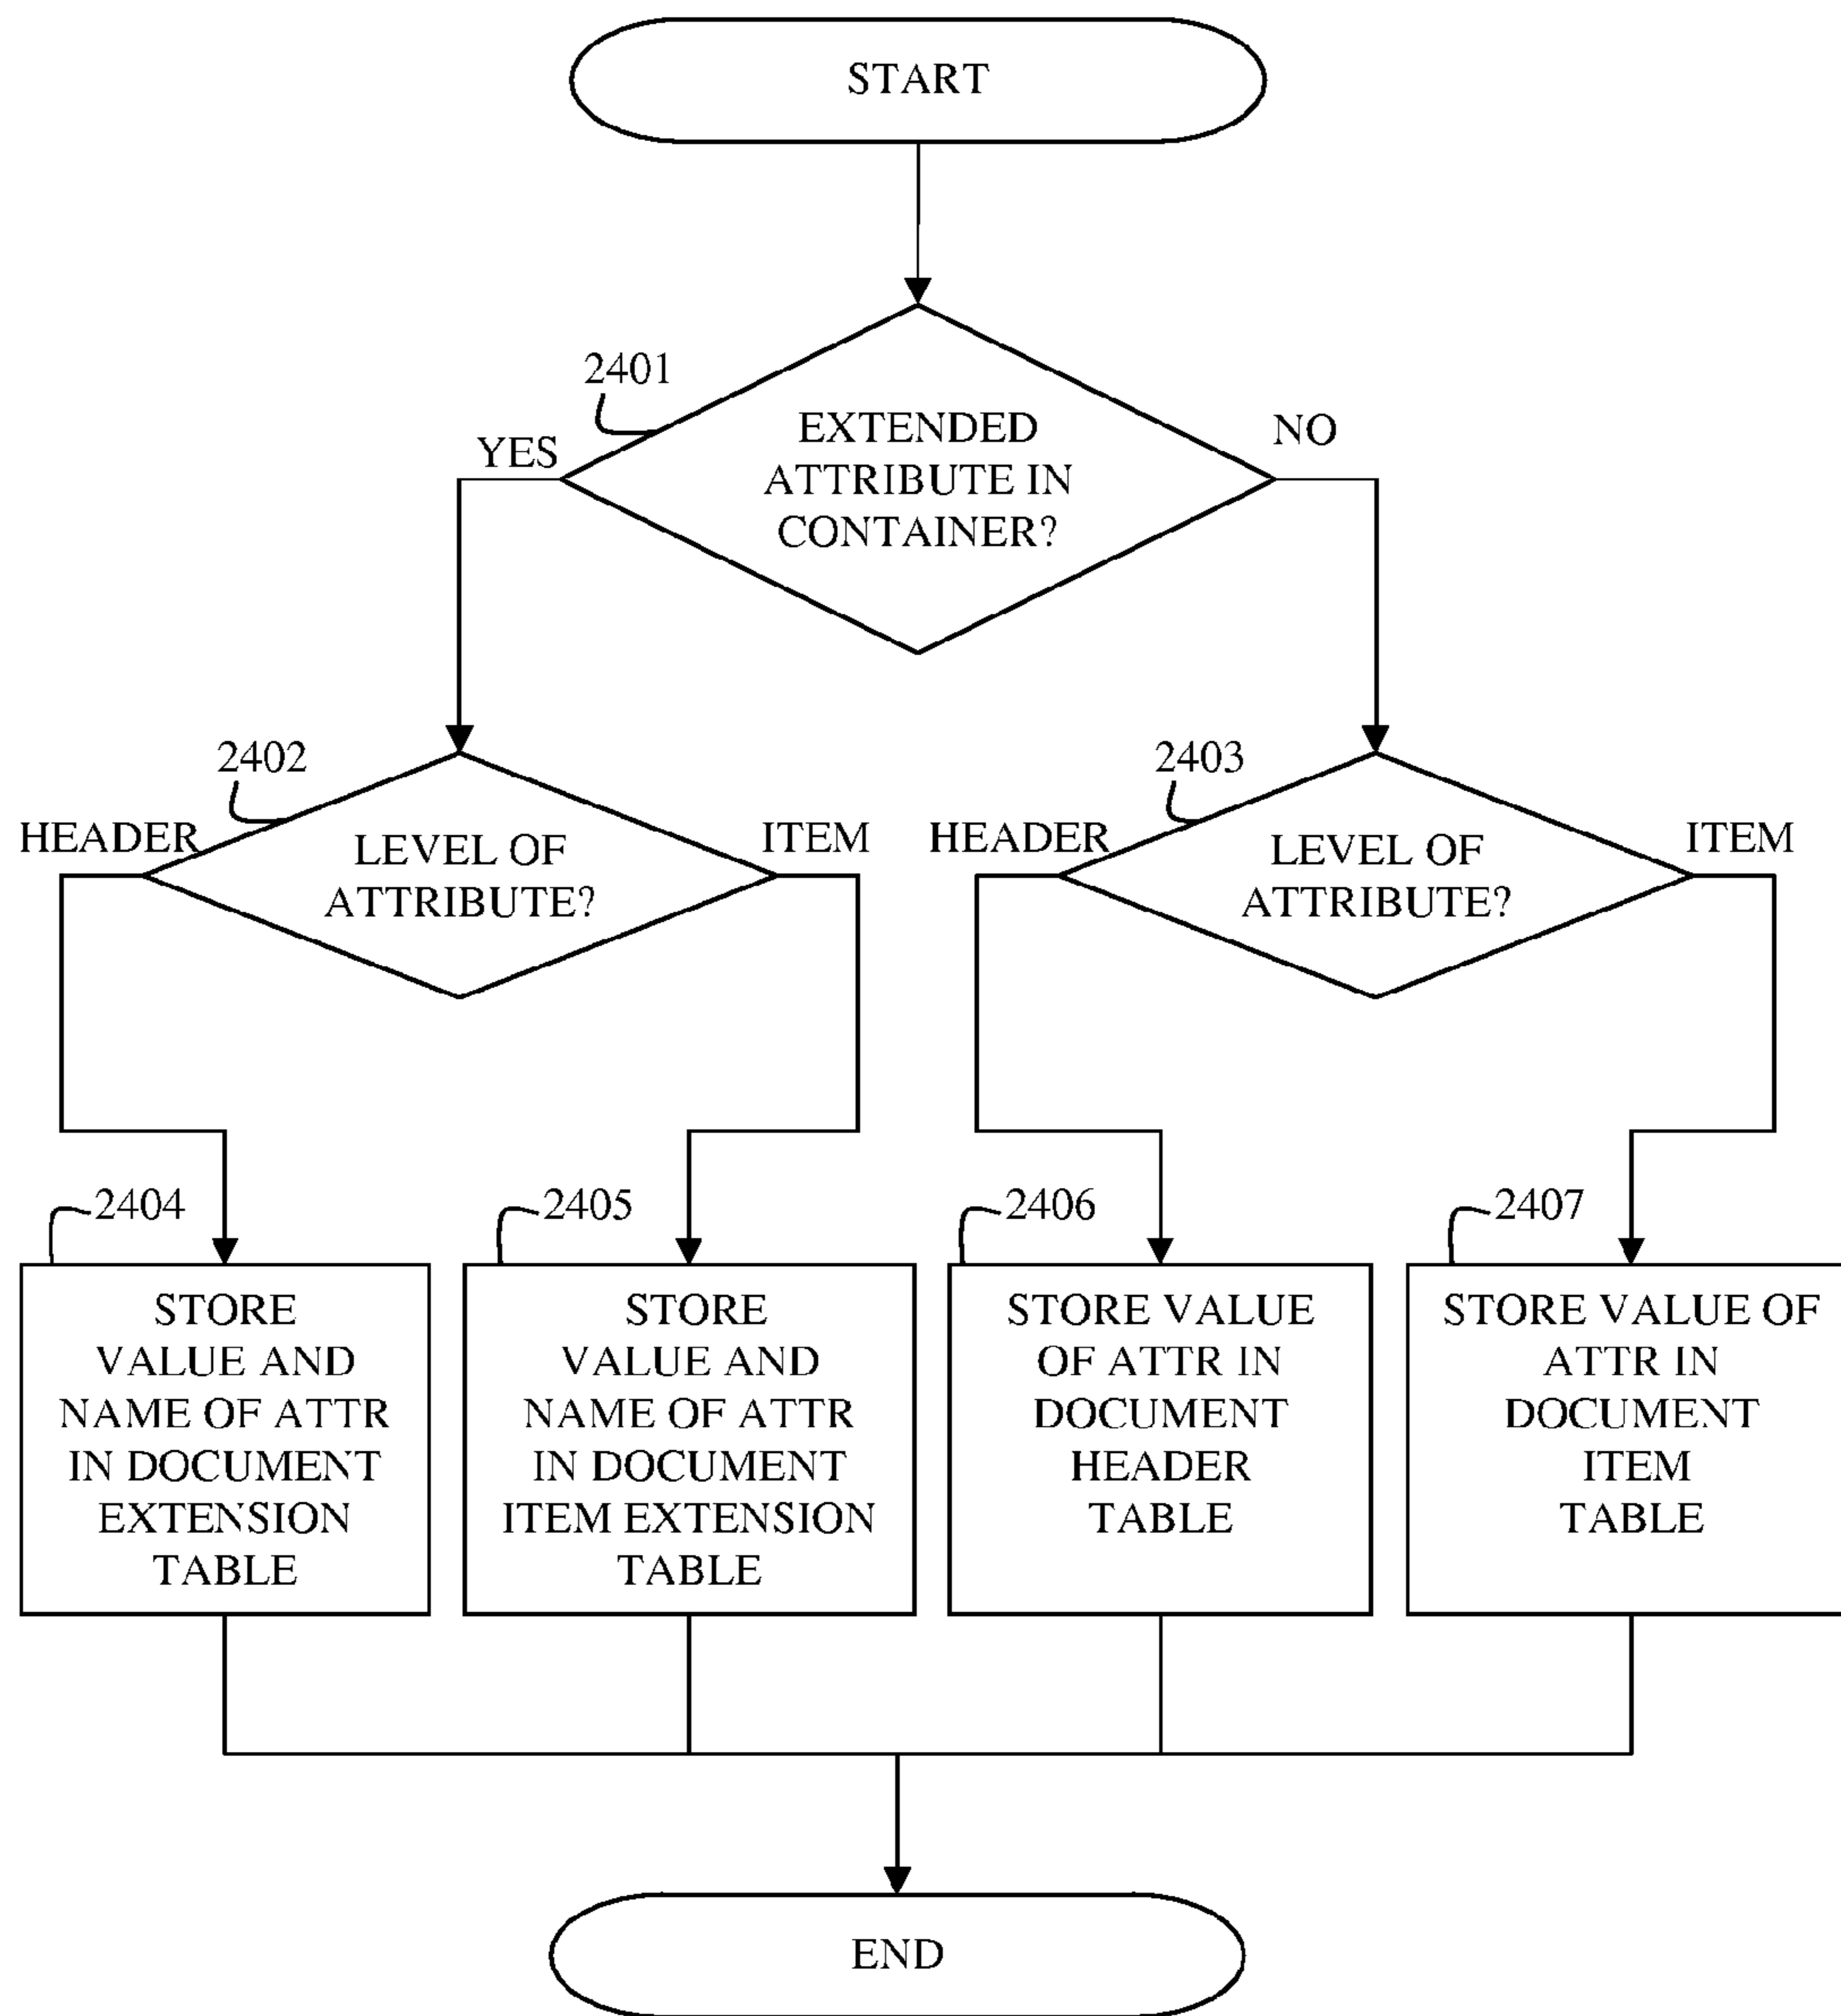 START
2401
EXTENDED
ATTRIBUTE IN
CONTAINER?
YES
NO
2402
HEADER
LEVEL OF
ATTRIBUTE?
ITEM
2403
HEADER
LEVEL OF
ATTRIBUTE?
ITEM
2404
STORE
VALUE AND
NAME OF ATTR
IN DOCUMENT
EXTENSION
TABLE
2405
STORE
VALUE AND
NAME OF ATTR
IN DOCUMENT
ITEM EXTENSION
TABLE
2406
STORE VALUE
OF ATTR IN
DOCUMENT
HEADER
TABLE
2407
STORE VALUE OF
ATTR IN
DOCUMENT
ITEM
TABLE
END